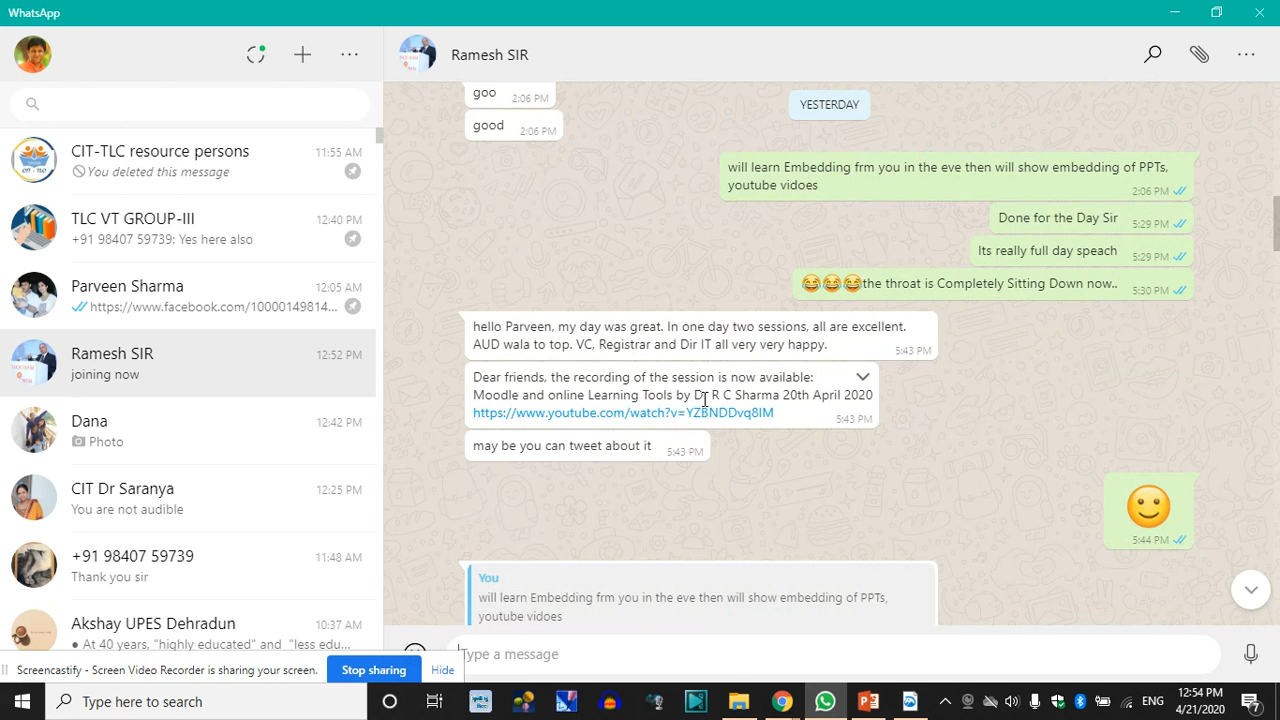 WhatsApp
Ramesh SIR
CIT-TLC resource persons
11:55 AM
You deleted this message
TLC VT GROUP-III
12:40 PM
+91 98407 59739: Yes here also
Parveen Sharma
12:05 AM
https://www.facebook.com/10000149814...
Ramesh SIR
12:52 PM
joining now
Dana
12:42 PM
Photo
CIT Dr Saranya
12:25 PM
You are not audible
+91 98407 59739
11:48 AM
Thank you sir
Akshay UPES Dehradun
10:37 AM
• At 40 years, "highly educated" and "less edu...
goo
2:06 PM
good
2:06 PM
YESTERDAY
will learn Embedding frm you in the eve then will show embedding of PPTs,
youtube vidoes
2:06 PM
Done for the Day Sir
5:29 PM
Its really full day speach
5:29 PM
😂😂😂the throat is Completely Sitting Down now..
5:30 PM
hello Parveen, my day was great. In one day two sessions, all are excellent.
AUD wala to top. VC, Registrar and Dir IT all very very happy.
5:43 PM
Dear friends, the recording of the session is now available:
Moodle and online Learning Tools by Dr R C Sharma 20th April 2020
https://www.youtube.com/watch?v=YZBNDDvq8IM
5:43 PM
may be you can tweet about it
5:43 PM
5:44 PM
You
will learn Embedding frm you in the eve then will show embedding of PPTs,
youtube vidoes
Type a message
Screencastify - Screen Video Recorder is sharing your screen.
Stop sharing
Hide
Type here to search
ENG
12:54 PM
4/21/2020
7